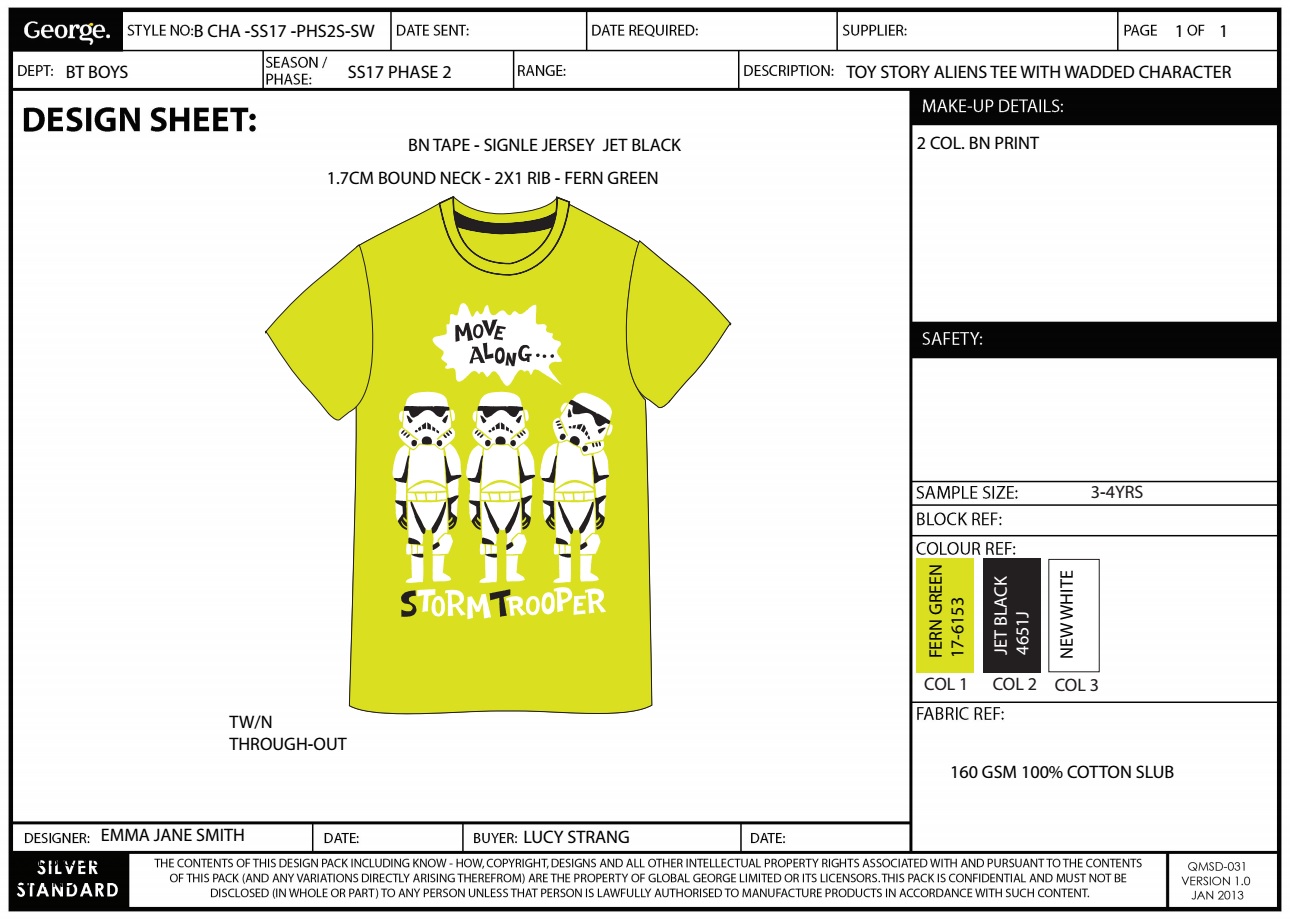 George.
STYLE NO:B CHA -SS17 -PHS2S-SW
DATE SENT:
DATE REQUIRED:
SUPPLIER:
PAGE 1 OF 1
DEPT: BT BOYS
SEASON /
PHASE: SS17 PHASE 2
RANGE:
DESCRIPTION: TOY STORY ALIENS TEE WITH WADDED CHARACTER
DESIGN SHEET:
BN TAPE - SIGNLE JERSEY JET BLACK
1.7CM BOUND NECK - 2X1 RIB - FERN GREEN
MOVE
ALONG...
STORMTROOPER
TW/N
THROUGH-OUT
MAKE-UP DETAILS:
2 COL. BN PRINT
SAFETY:
SAMPLE SIZE: 3-4YRS
BLOCK REF:
COLOUR REF:
FERN GREEN
17-6153
JET BLACK
4651J
NEW WHITE
COL 1
COL 2
COL 3
FABRIC REF:
160 GSM 100% COTTON SLUB
DESIGNER: EMMA JANE SMITH
DATE:
BUYER: LUCY STRANG
DATE:
SILVER
STANDARD
THE CONTENTS OF THIS DESIGN PACK INCLUDING KNOW - HOW, COPYRIGHT, DESIGNS AND ALL OTHER INTELLECTUAL PROPERTY RIGHTS ASSOCIATED WITH AND PURSUANT TO THE CONTENTS
OF THIS PACK (AND ANY VARIATIONS DIRECTLY ARISING THEREFROM) ARE THE PROPERTY OF GLOBAL GEORGE LIMITED OR ITS LICENSORS. THIS PACK IS CONFIDENTIAL AND MUST NOT BE
DISCLOSED (IN WHOLE OR PART) TO ANY PERSON UNLESS THAT PERSON IS LAWFULLY AUTHORISED TO MANUFACTURE PRODUCTS IN ACCORDANCE WITH SUCH CONTENT.
QMSD-031
VERSION 1.0
JAN 2013